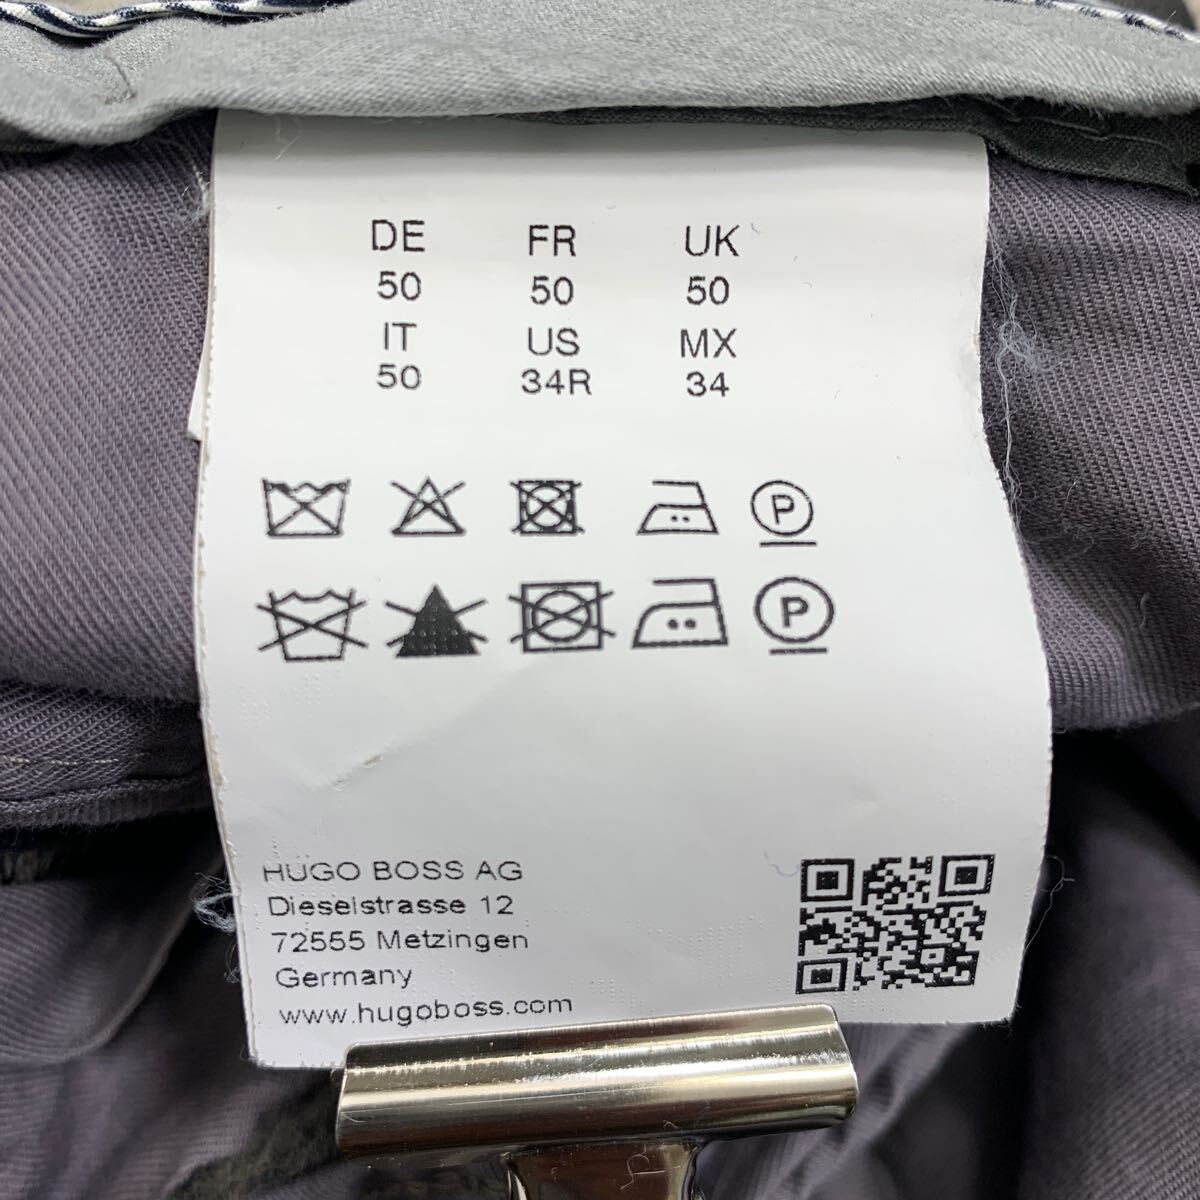 DE FR UK
50 50 50
IT US MX
50 34R 34
P
P
HUGO BOSS AG
Dieselstrasse 12
72555 Metzingen
Germany
www.hugoboss.com